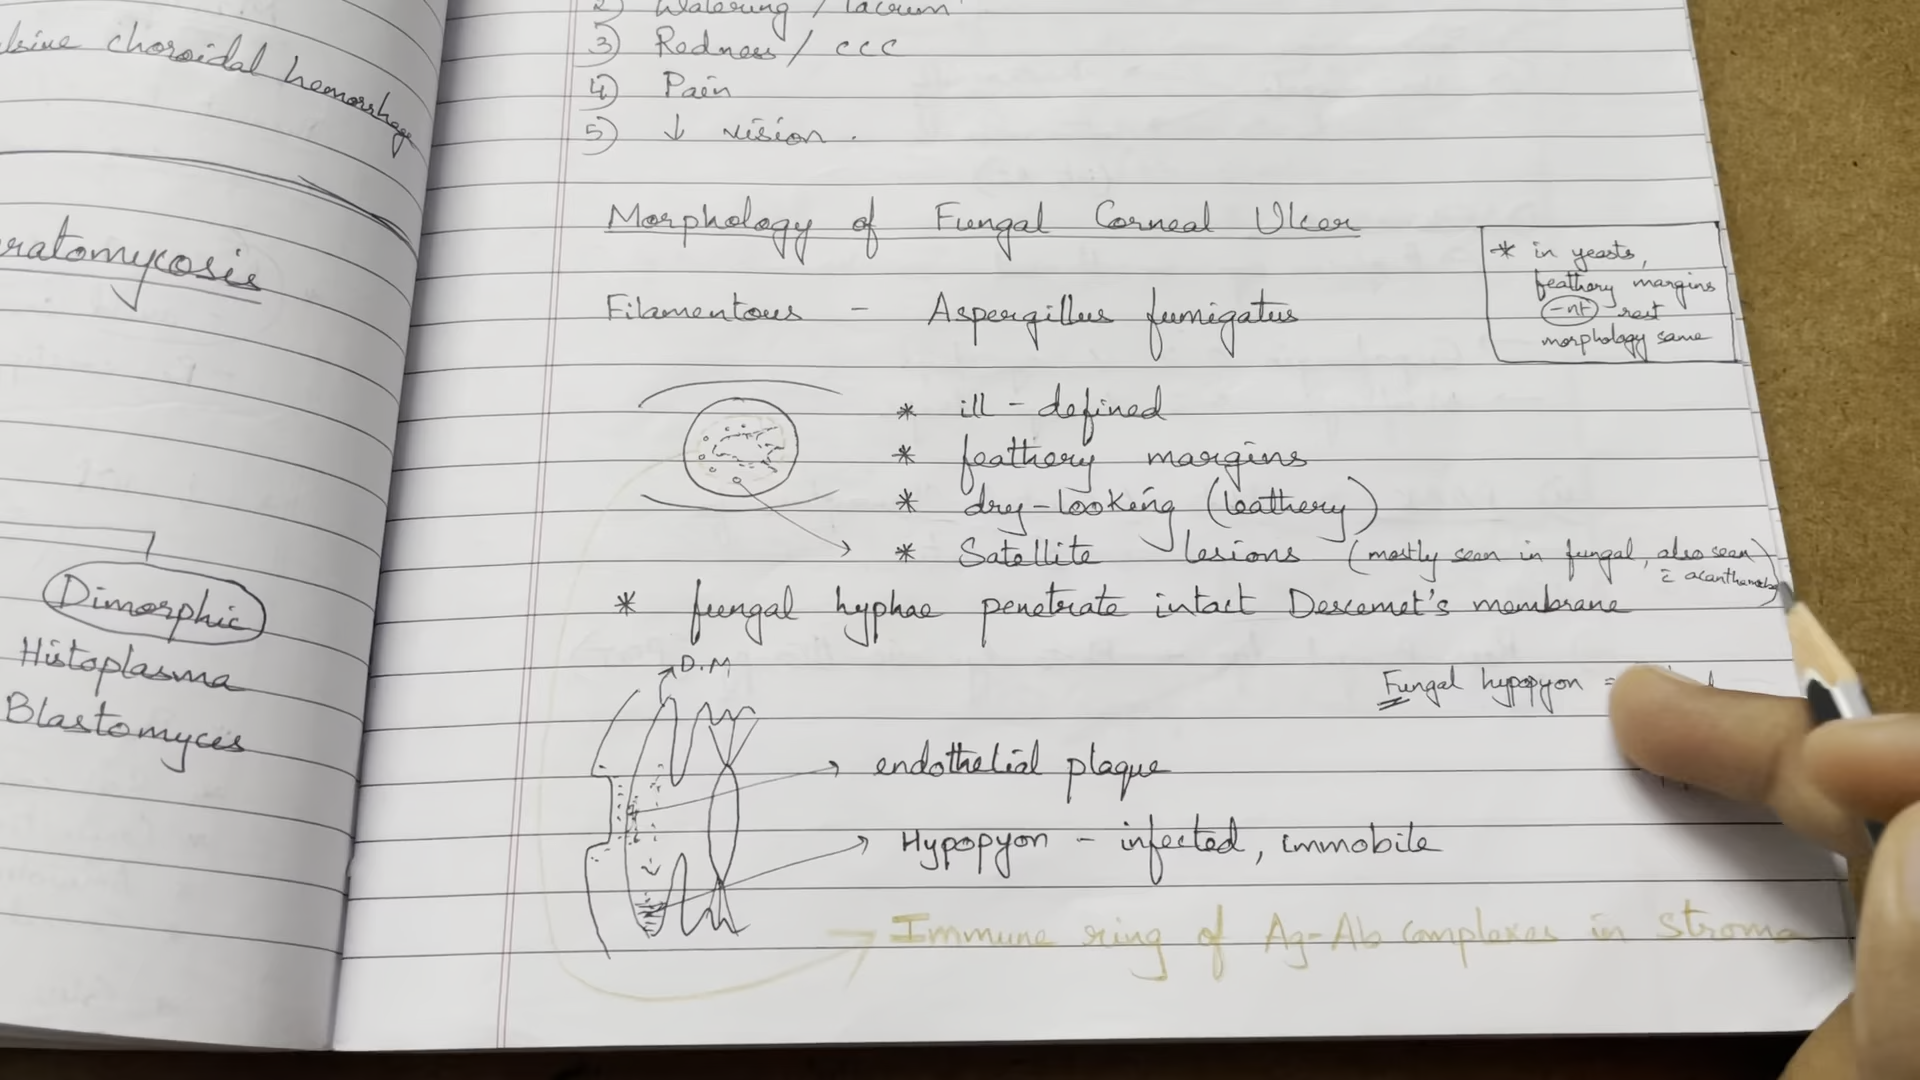 choroidal hemorrhage
ratomycosis
Dimorphic
Histoplasma
Blastomyces
2) Watering / lacrim
3) Redness / CCC
4) Pain
5) ↓ vision.
Morphology of Fungal Corneal Ulcer
* in yeasts,
feathery margins
-nt - rest
morphology same
Filamentous - Aspergillus fumigatus
* ill-defined
* feathery margins
* dry-looking (leathery)
* Satellite lesions (mostly seen in fungal, also seen
c̄ acanthamoeba)
* fungal hyphae penetrate intact Descemet's membrane
D.M
Fungal hypopyon =
endothelial plaque
Hypopyon - infected, immobile
Immune ring of Ag-Ab complexes in stroma